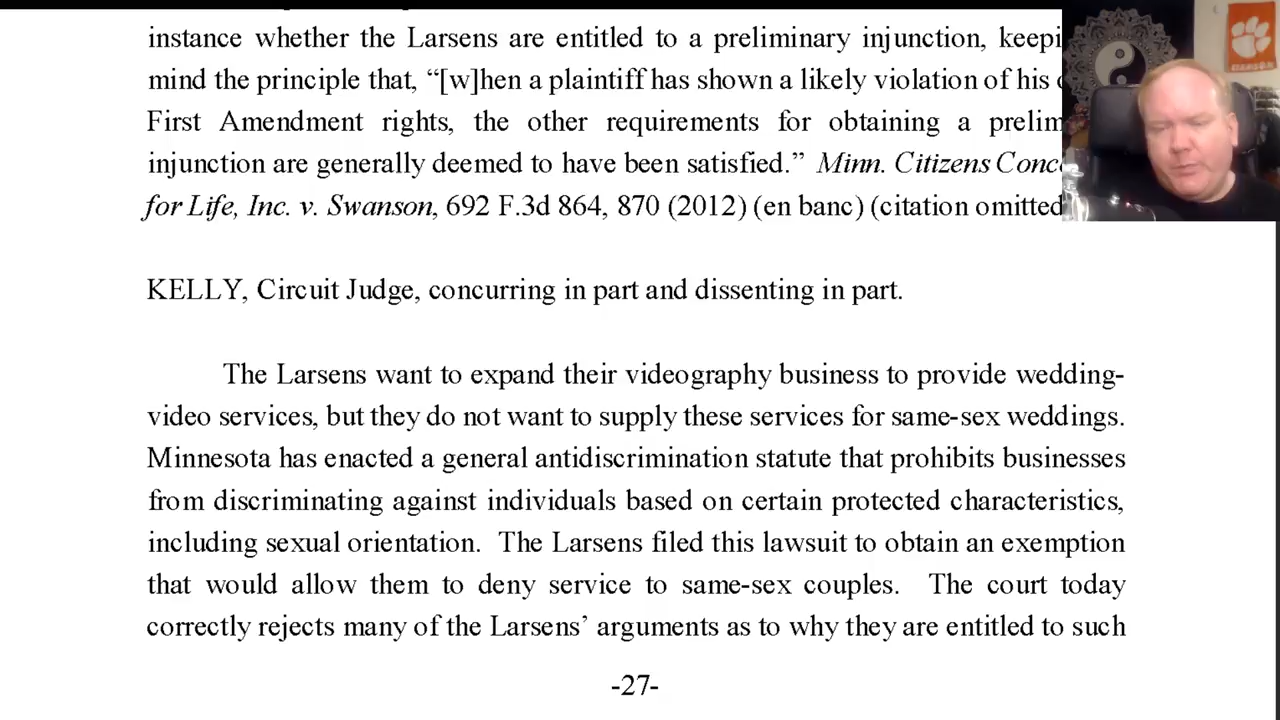 instance whether the Larsens are entitled to a preliminary injunction,
mind the principle that, “[w]hen a plaintiff has shown a likely violation of his
First Amendment rights, the other requirements for obtaining a
injunction are generally deemed to have been satisfied.” Minn. Citizens
for Life, Inc. v. Swanson, 692 F.3d 864, 870 (2012) (en banc) (citation omitted
KELLY, Circuit Judge, concurring in part and dissenting in part.
The Larsens want to expand their videography business to provide wedding-
video services, but they do not want to supply these services for same-sex weddings.
Minnesota has enacted a general antidiscrimination statute that prohibits businesses
from discriminating against individuals based on certain protected characteristics,
including sexual orientation. The Larsens filed this lawsuit to obtain an exemption
that would allow them to deny service to same-sex couples. The court today
correctly rejects many of the Larsens’ arguments as to why they are entitled to such
-27-